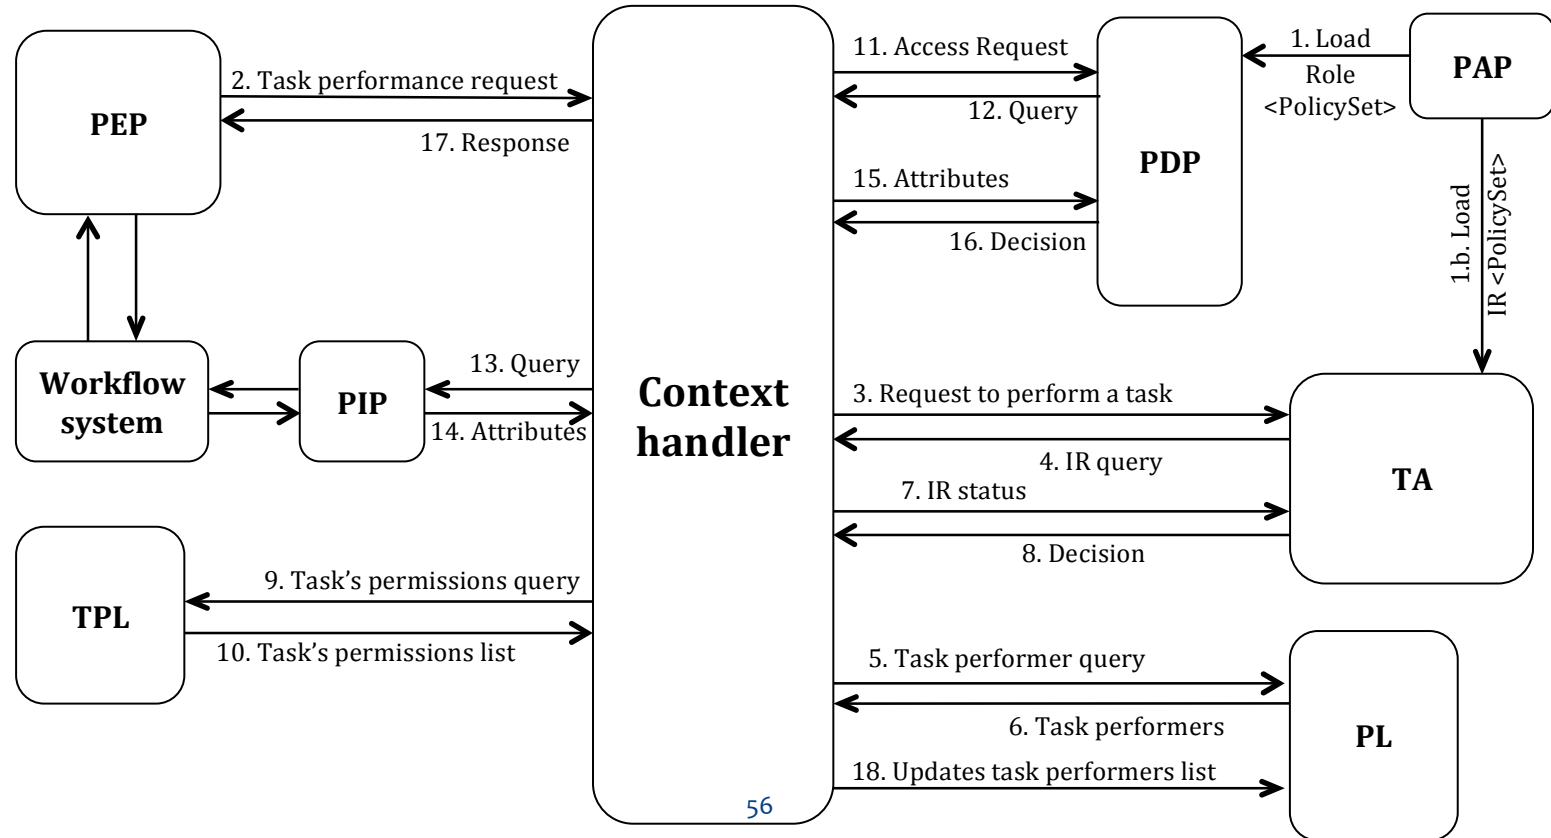 11. Access Request
1. Load
2. Task performance request
PAP
Role
PEP
12. Query
<PolicySet>
17. Response
PDP
15. Attributes
1.b. Load
IR <PolicySet>
16. Decision
13. Query
Workflow
system
PIP
Context
handler
3. Request to perform a task
14. Attributes
4. IR query
TA
7. IR status
8. Decision
9. Task’s permissions query
TPL
10. Task’s permissions list
5. Task performer query
6. Task performers
PL
18. Updates task performers list
56